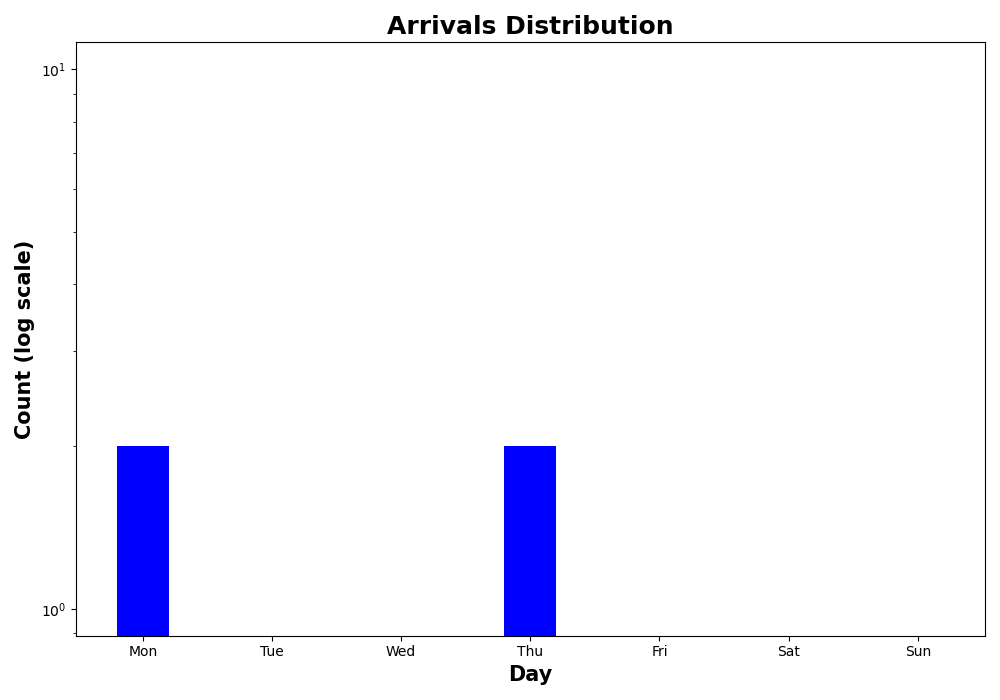 Arrivals Distribution
10¹
10⁰
Count (log scale)
Mon Tue Wed Thu Fri Sat Sun
Day